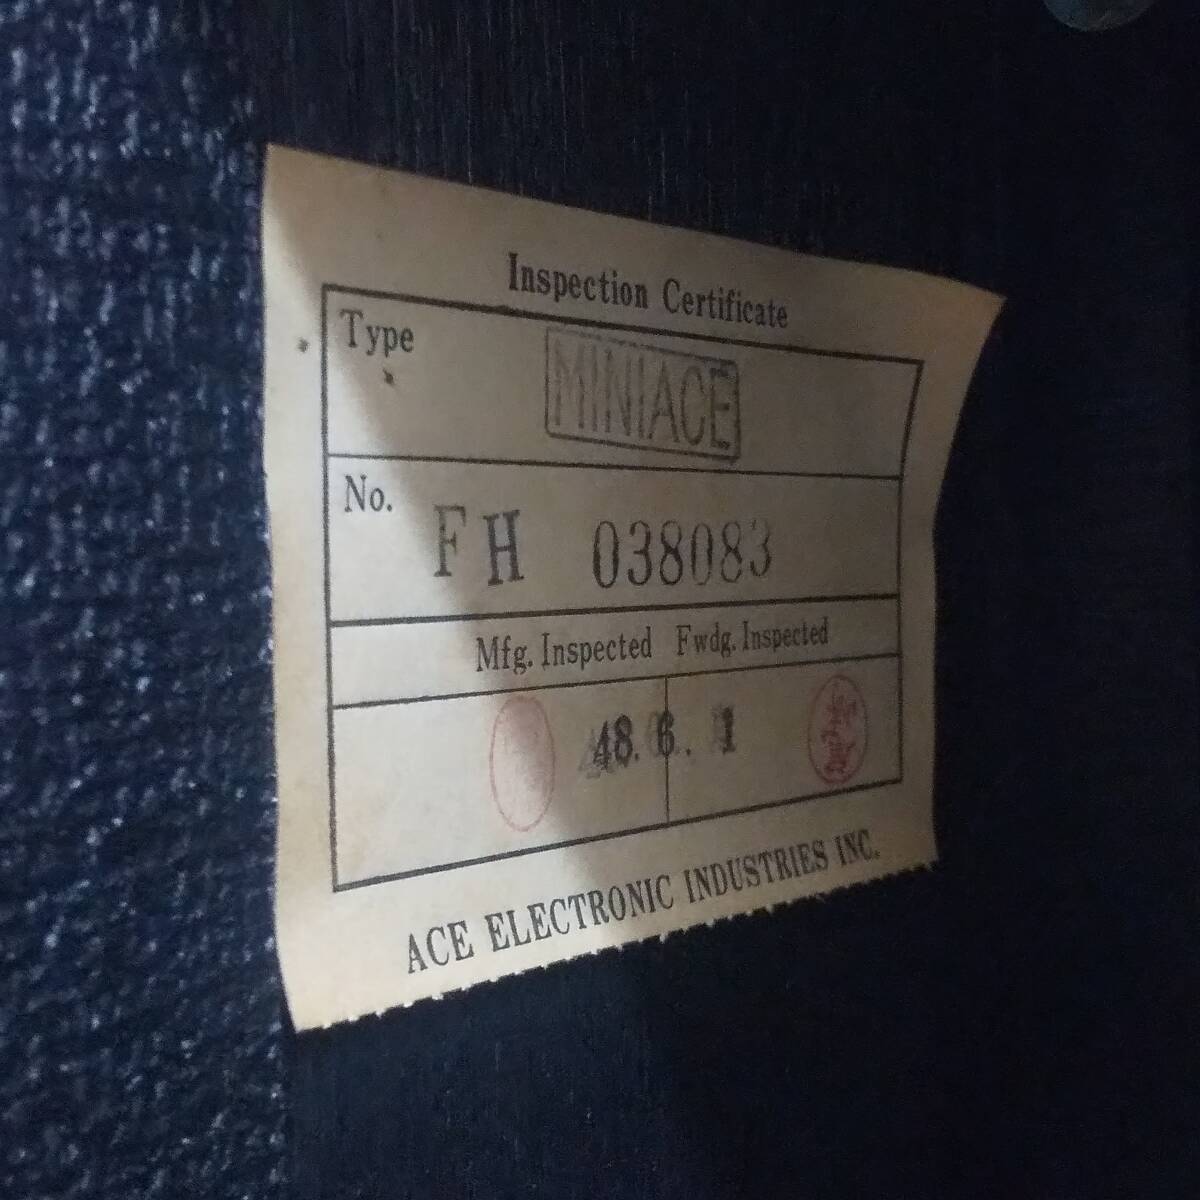 Inspection Certificate
Type
MINIACE
No. FH 038083
Mfg. Inspected Fwdg. Inspected
48. 6. 1
ACE ELECTRONIC INDUSTRIES INC.